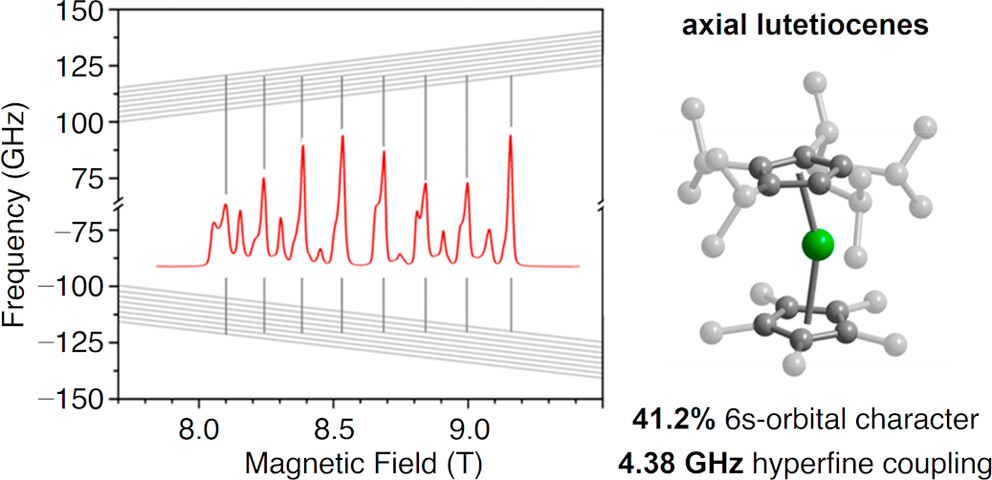 axial lutetiocenes
150
125
100
75
−75
−100
−125
−150
Frequency (GHz)
8.0 8.5 9.0
Magnetic Field (T)
41.2% 6s-orbital character
4.38 GHz hyperfine coupling